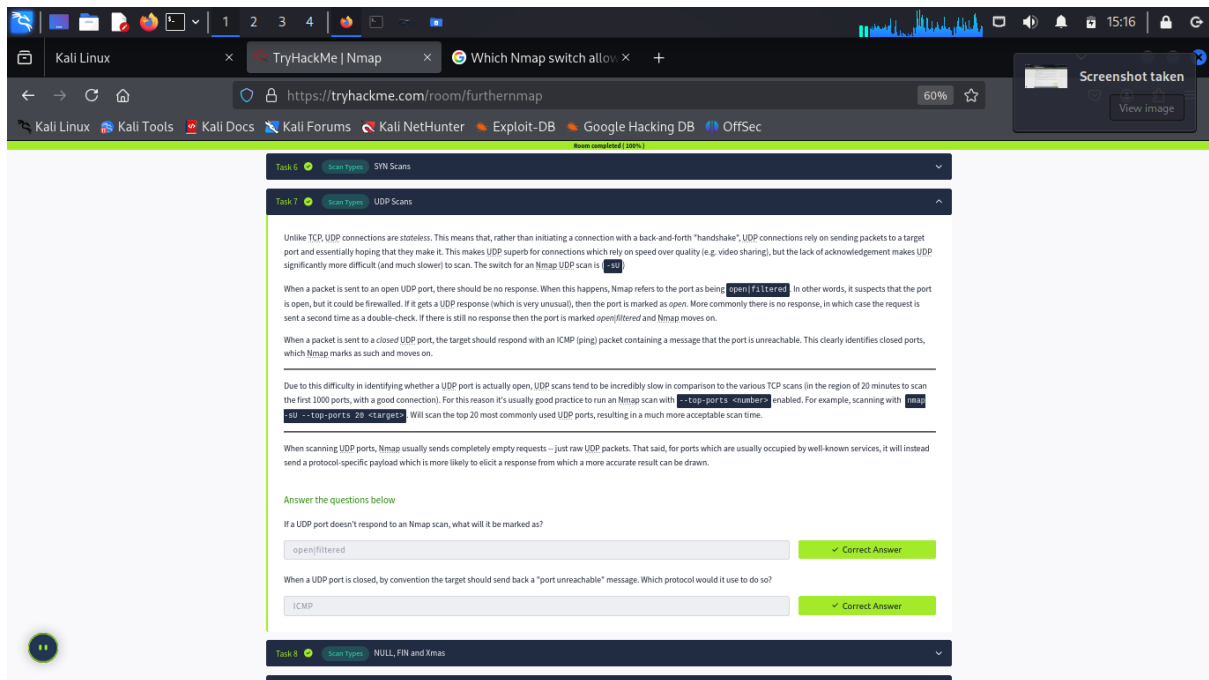 1 2 3 4 15:16
Kali Linux × TryHackMe | Nmap × Which Nmap switch allow × +
Screenshot taken
View image
https://tryhackme.com/room/furthernmap 60%
Kali Linux Kali Tools Kali Docs Kali Forums Kali NetHunter Exploit-DB Google Hacking DB OffSec
Room completed ( 100% )
Task 6 Scan Types SYN Scans
Task 7 Scan Types UDP Scans
Unlike TCP, UDP connections are stateless. This means that, rather than initiating a connection with a back-and-forth "handshake", UDP connections rely on sending packets to a target
port and essentially hoping that they make it. This makes UDP superb for connections which rely on speed over quality (e.g. video sharing), but the lack of acknowledgement makes UDP
significantly more difficult (and much slower) to scan. The switch for an Nmap UDP scan is ( -sU )
When a packet is sent to an open UDP port, there should be no response. When this happens, Nmap refers to the port as being open|filtered . In other words, it suspects that the port
is open, but it could be firewalled. If it gets a UDP response (which is very unusual), then the port is marked as open. More commonly there is no response, in which case the request is
sent a second time as a double-check. If there is still no response then the port is marked open|filtered and Nmap moves on.
When a packet is sent to a closed UDP port, the target should respond with an ICMP (ping) packet containing a message that the port is unreachable. This clearly identifies closed ports,
which Nmap marks as such and moves on.
Due to this difficulty in identifying whether a UDP port is actually open, UDP scans tend to be incredibly slow in comparison to the various TCP scans (in the region of 20 minutes to scan
the first 1000 ports, with a good connection). For this reason it's usually good practice to run an Nmap scan with --top-ports <number> enabled. For example, scanning with nmap
-sU --top-ports 20 <target> . Will scan the top 20 most commonly used UDP ports, resulting in a much more acceptable scan time.
When scanning UDP ports, Nmap usually sends completely empty requests -- just raw UDP packets. That said, for ports which are usually occupied by well-known services, it will instead
send a protocol-specific payload which is more likely to elicit a response from which a more accurate result can be drawn.
Answer the questions below
If a UDP port doesn't respond to an Nmap scan, what will it be marked as?
open|filtered Correct Answer
When a UDP port is closed, by convention the target should send back a "port unreachable" message. Which protocol would it use to do so?
ICMP Correct Answer
Task 8 Scan Types NULL, FIN and Xmas